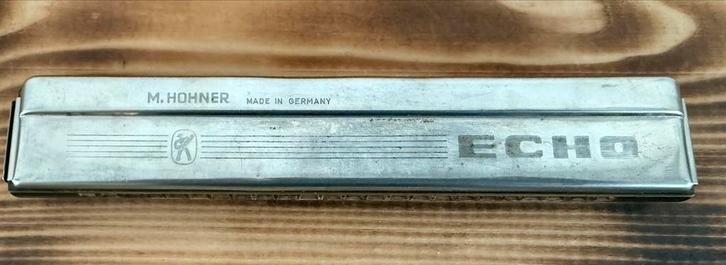 M. HOHNER MADE IN GERMANY
ECHO